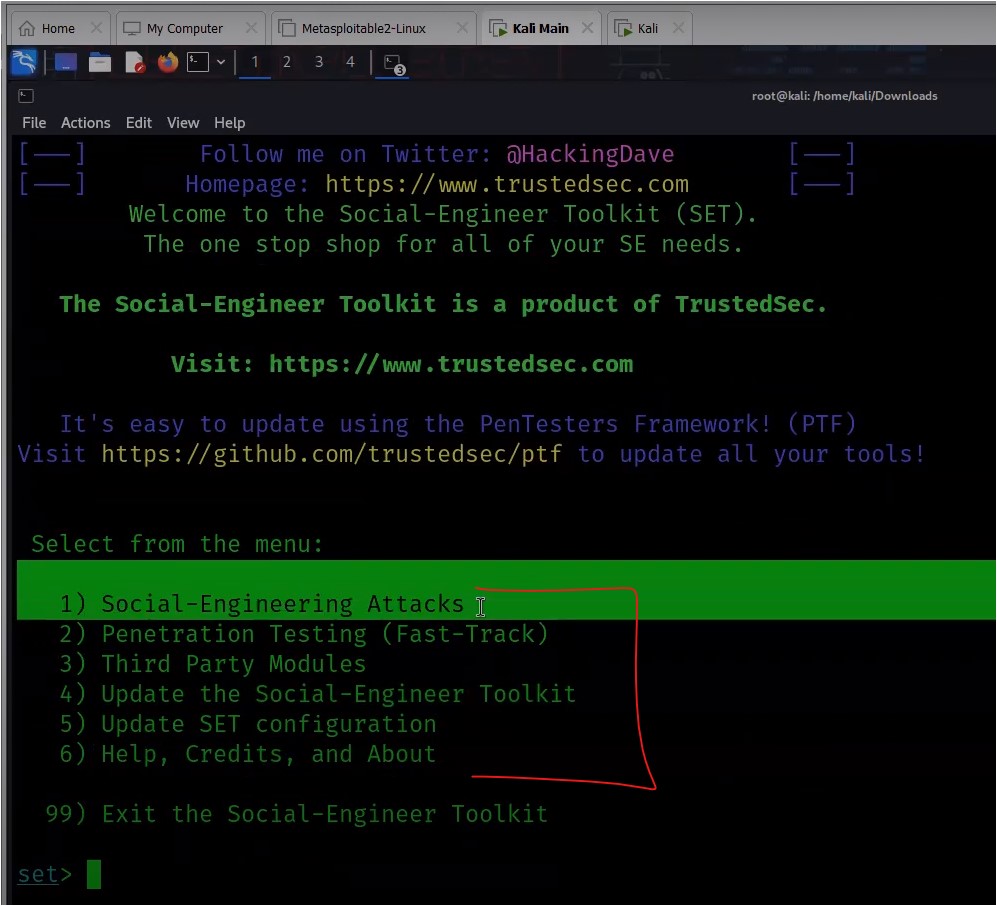 Home My Computer Metasploitable2-Linux Kali Main Kali
1 2 3 4 3
root@kali: /home/kali/Downloads
File Actions Edit View Help
[---] Follow me on Twitter: @HackingDave [---]
[---] Homepage: https://www.trustedsec.com [---]
Welcome to the Social-Engineer Toolkit (SET).
The one stop shop for all of your SE needs.
The Social-Engineer Toolkit is a product of TrustedSec.
Visit: https://www.trustedsec.com
It's easy to update using the PenTesters Framework! (PTF)
Visit https://github.com/trustedsec/ptf to update all your tools!
Select from the menu:
1) Social-Engineering Attacks
2) Penetration Testing (Fast-Track)
3) Third Party Modules
4) Update the Social-Engineer Toolkit
5) Update SET configuration
6) Help, Credits, and About
99) Exit the Social-Engineer Toolkit
set>